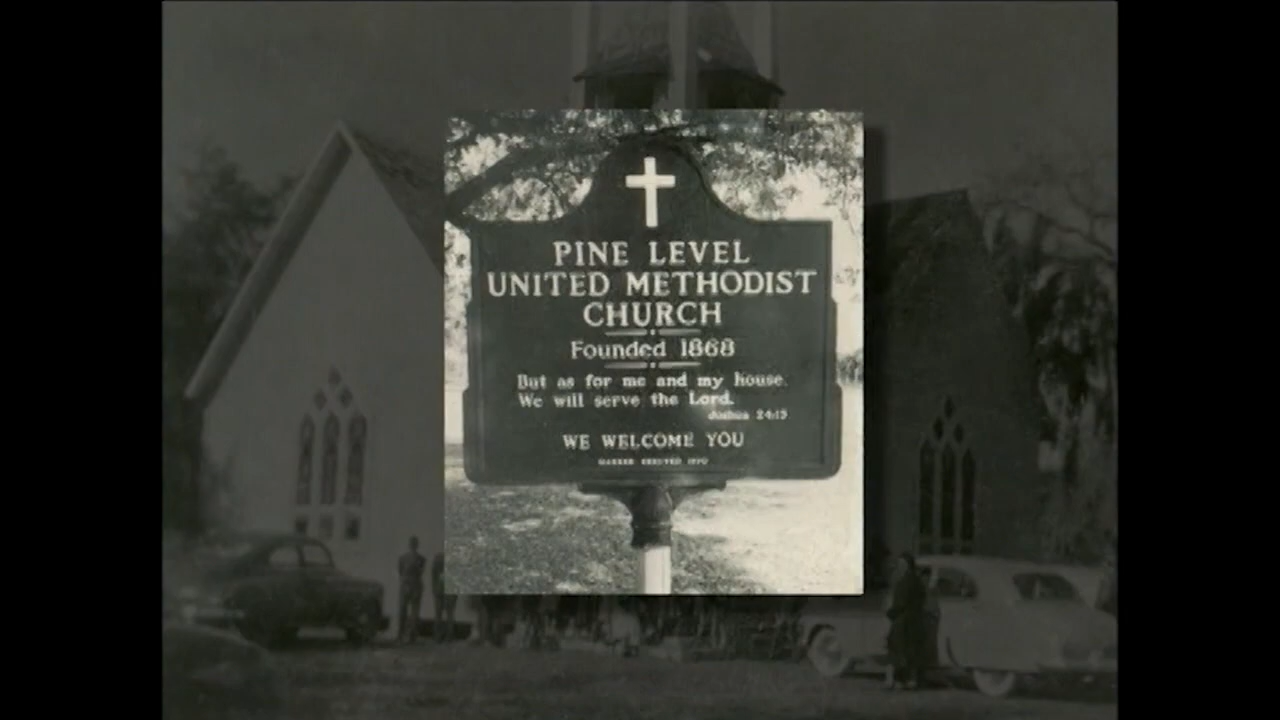 PINE LEVEL
UNITED METHODIST
CHURCH
Founded 1868
But as for me and my house.
We will serve the Lord.
Joshua 24:15
WE WELCOME YOU